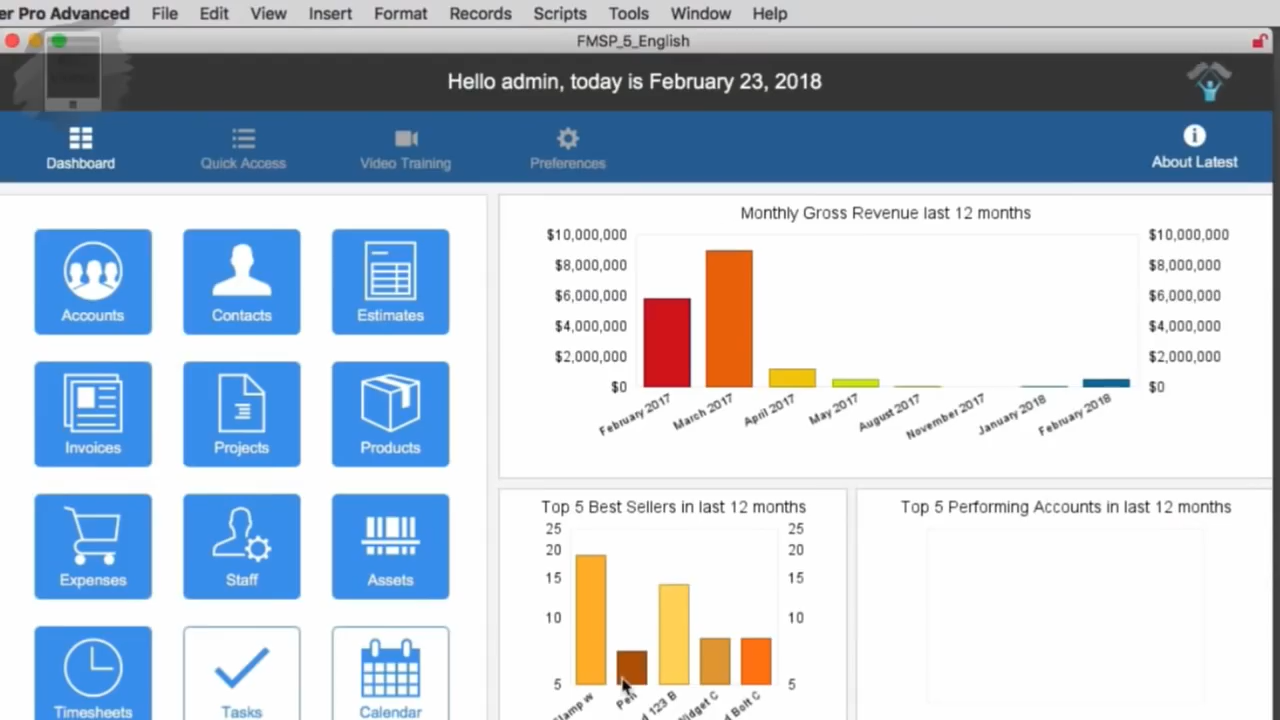 er Pro Advanced File Edit View Insert Format Records Scripts Tools Window Help
FMSP_5_English
Hello admin, today is February 23, 2018
Dashboard Quick Access Video Training Preferences About Latest
Accounts Contacts Estimates
Invoices Projects Products
Expenses Staff Assets
Timesheets Tasks Calendar
Monthly Gross Revenue last 12 months
$10,000,000 $10,000,000
$8,000,000 $8,000,000
$6,000,000 $6,000,000
$4,000,000 $4,000,000
$2,000,000 $2,000,000
$0 $0
February 2017 March 2017 April 2017 May 2017 August 2017 November 2017 January 2018 February 2018
Top 5 Best Sellers in last 12 months
25 25
20 20
15 15
10 10
5 5
Pen 123 B Bolt C
Top 5 Performing Accounts in last 12 months